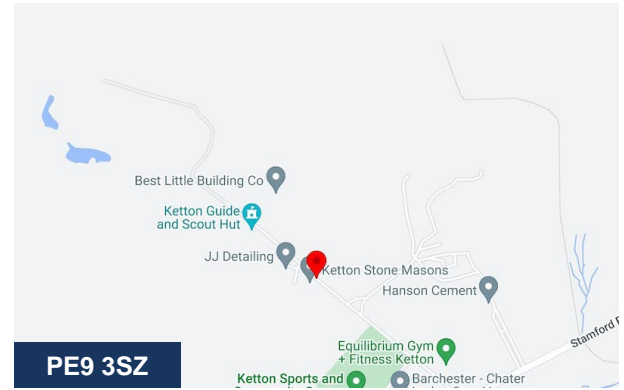 Best Little Building Co
Ketton Guide
and Scout Hut
JJ Detailing
Ketton Stone Masons
Hanson Cement
Stamford
Equilibrium Gym
+ Fitness Ketton
PE9 3SZ
Ketton Sports and
Barchester - Chater